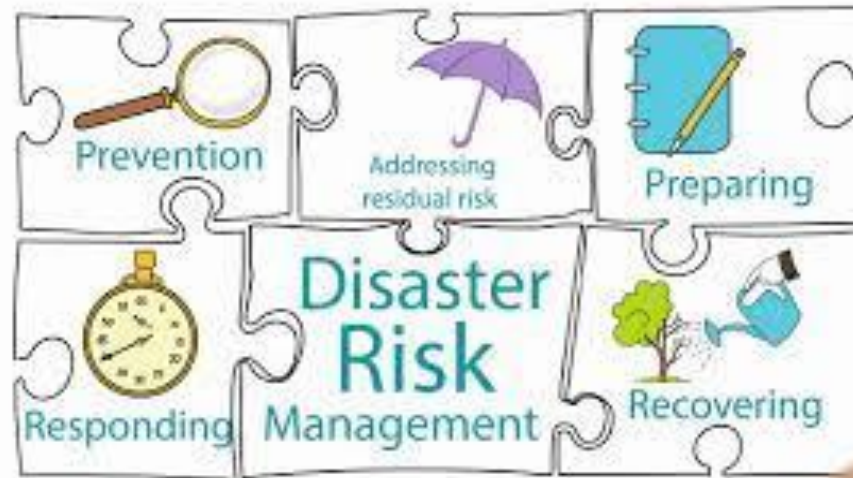 Prevention
Addressing
residual risk
Preparing
Responding
Disaster
Risk
Management
Recovering